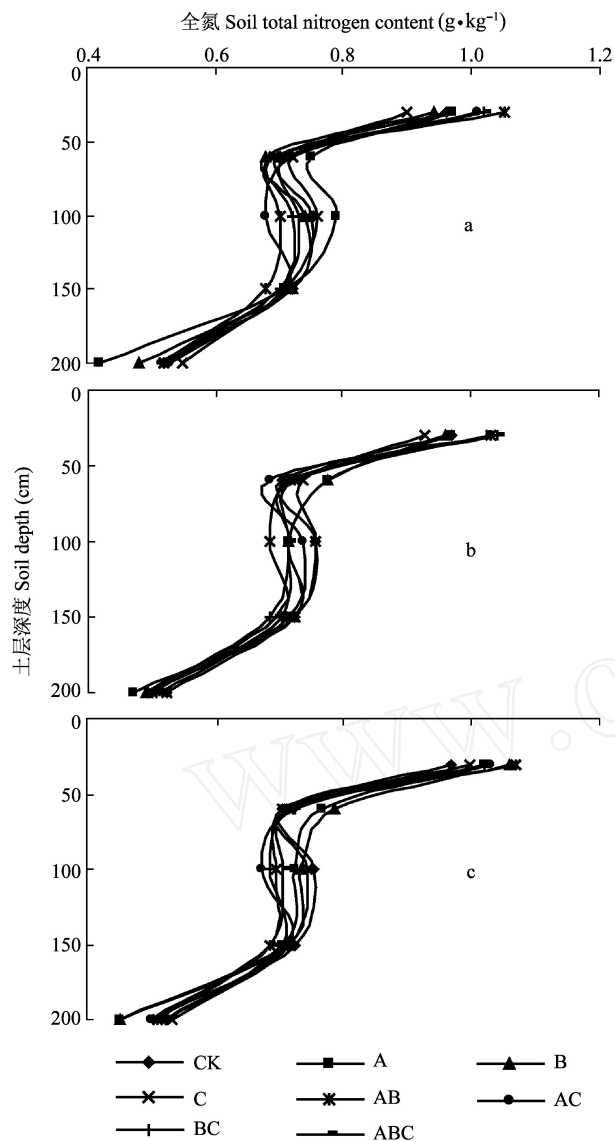 全氮 Soil total nitrogen content (g•kg⁻¹)
0.4 0.6 0.8 1.0 1.2
0
50
100
150
200
a
0
50
100
150
200
b
0
50
100
150
200
c
土层深度 Soil depth (cm)
CK A B
C AB AC
BC ABC
www.c